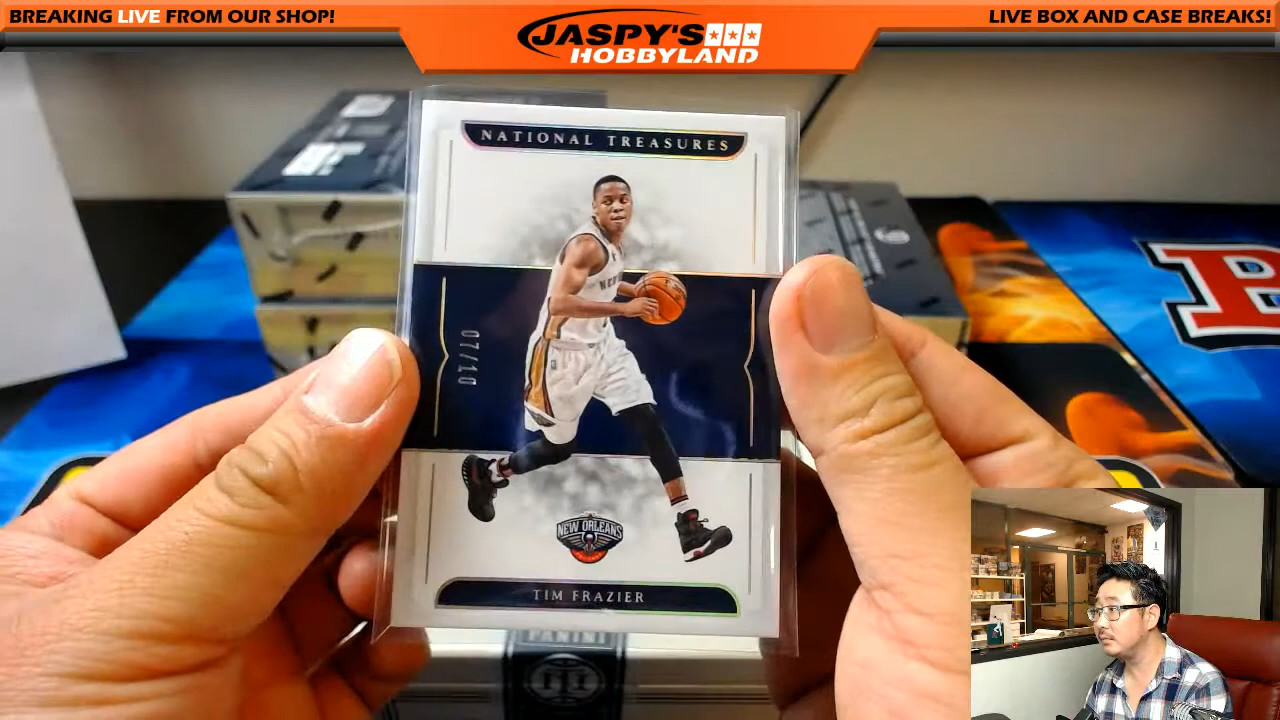 BREAKING LIVE FROM OUR SHOP!
JASPY'S
HOBBYLAND
LIVE BOX AND CASE BREAKS!
NATIONAL TREASURES
07/10
NEW ORLEANS
TIM FRAZIER
PANINI